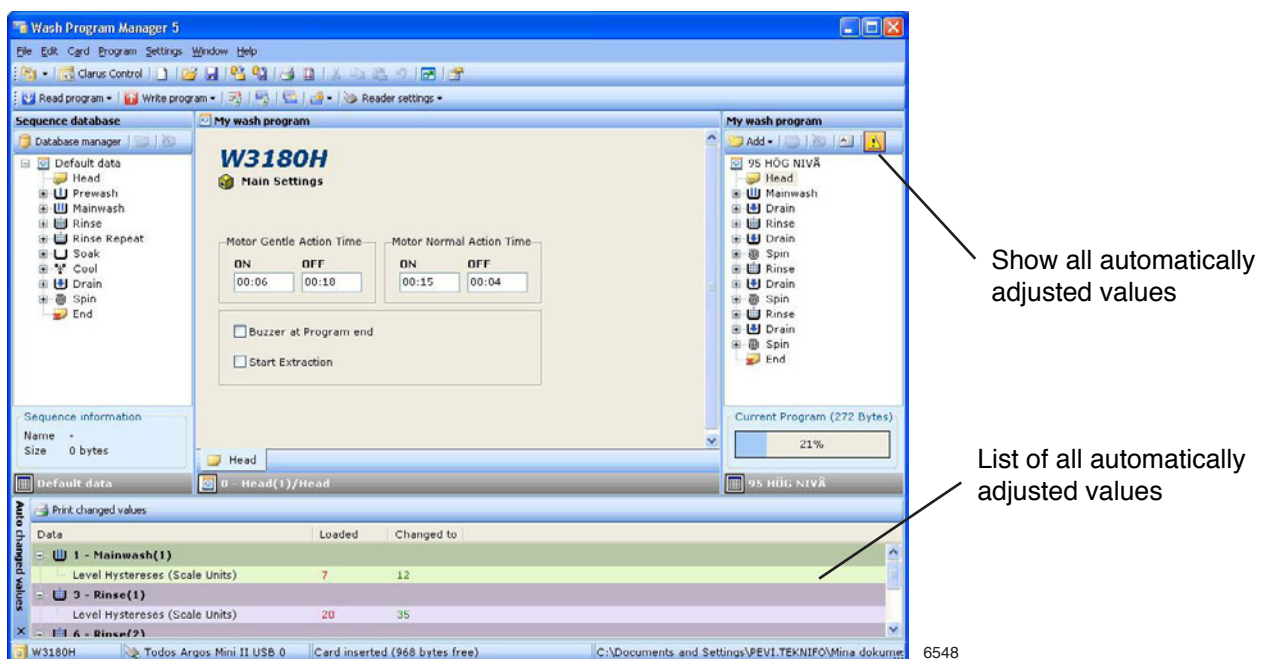 Wash Program Manager 5
File Edit Card Program Settings Window Help
Clarus Control
Read program Write program Reader settings
Sequence database
Database manager
Default data
Head
Prewash
Mainwash
Rinse
Rinse Repeat
Soak
Cool
Drain
Spin
End
Sequence information
Name -
Size 0 bytes
Default data
My wash program
W3180H
Main Settings
Motor Gentle Action Time
ON OFF
00:06 00:18
Motor Normal Action Time
ON OFF
00:15 00:04
Buzzer at Program end
Start Extraction
Head
0 - Head(1)/Head
My wash program
Add
95 HÖG NIVÅ
Head
Mainwash
Drain
Rinse
Drain
Spin
Rinse
Drain
Spin
Rinse
Drain
Spin
End
Current Program (272 Bytes)
21%
95 HÖG NIVÅ
Show all automatically
adjusted values
List of all automatically
adjusted values
Auto changed values
Print changed values
Data Loaded Changed to
1 - Mainwash(1)
Level Hystereses (Scale Units) 7 12
3 - Rinse(1)
Level Hystereses (Scale Units) 20 35
6 - Rinse(2)
W3180H Todos Argos Mini II USB 0 Card inserted (968 bytes free) C:\Documents and Settings\PEVI.TEKNIFO\Mina dokume
6548